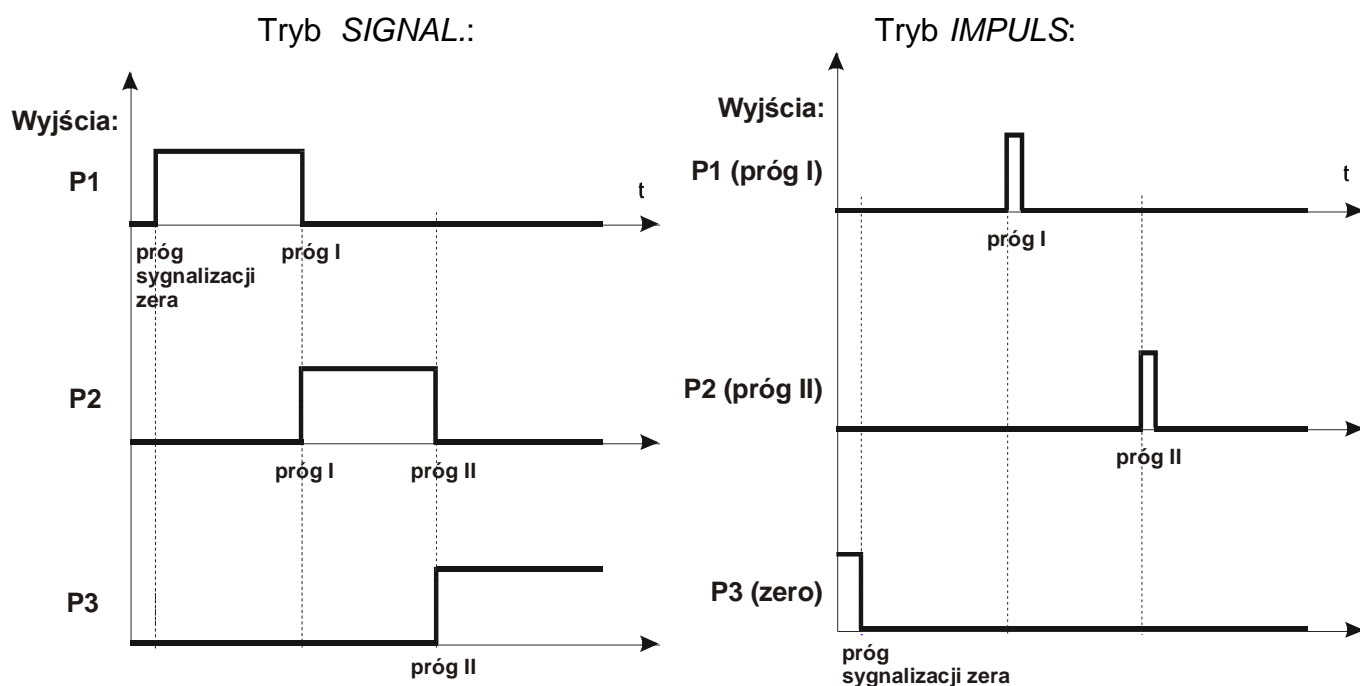 Tryb SIGNAL.:
Wyjścia:
P1
t
próg
sygnalizacji
zera
próg I
P2
próg I
próg II
P3
próg II
Tryb IMPULS:
Wyjścia:
P1 (próg I)
t
próg I
P2 (próg II)
próg II
P3 (zero)
próg
sygnalizacji zera